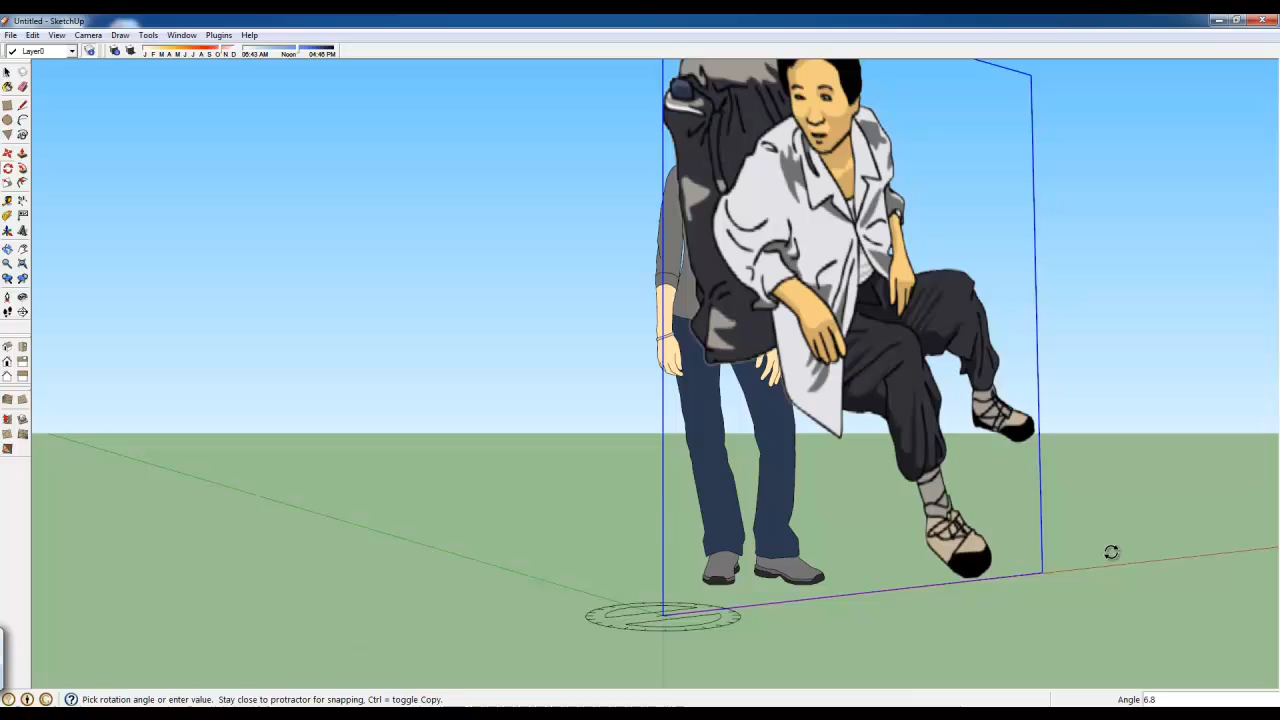 Untitled - SketchUp
File Edit View Camera Draw Tools Window Plugins Help
Layer0
J F M A M J J A S O N D 06:43 AM Noon 04:46 PM
Pick rotation angle or enter value. Stay close to protractor for snapping, Ctrl = toggle Copy. Angle 6.8